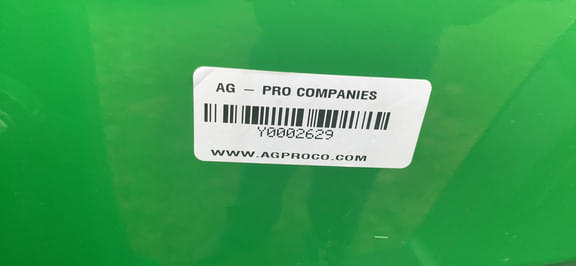 AG – PRO COMPANIES
Y0002629
WWW.AGPROCO.COM